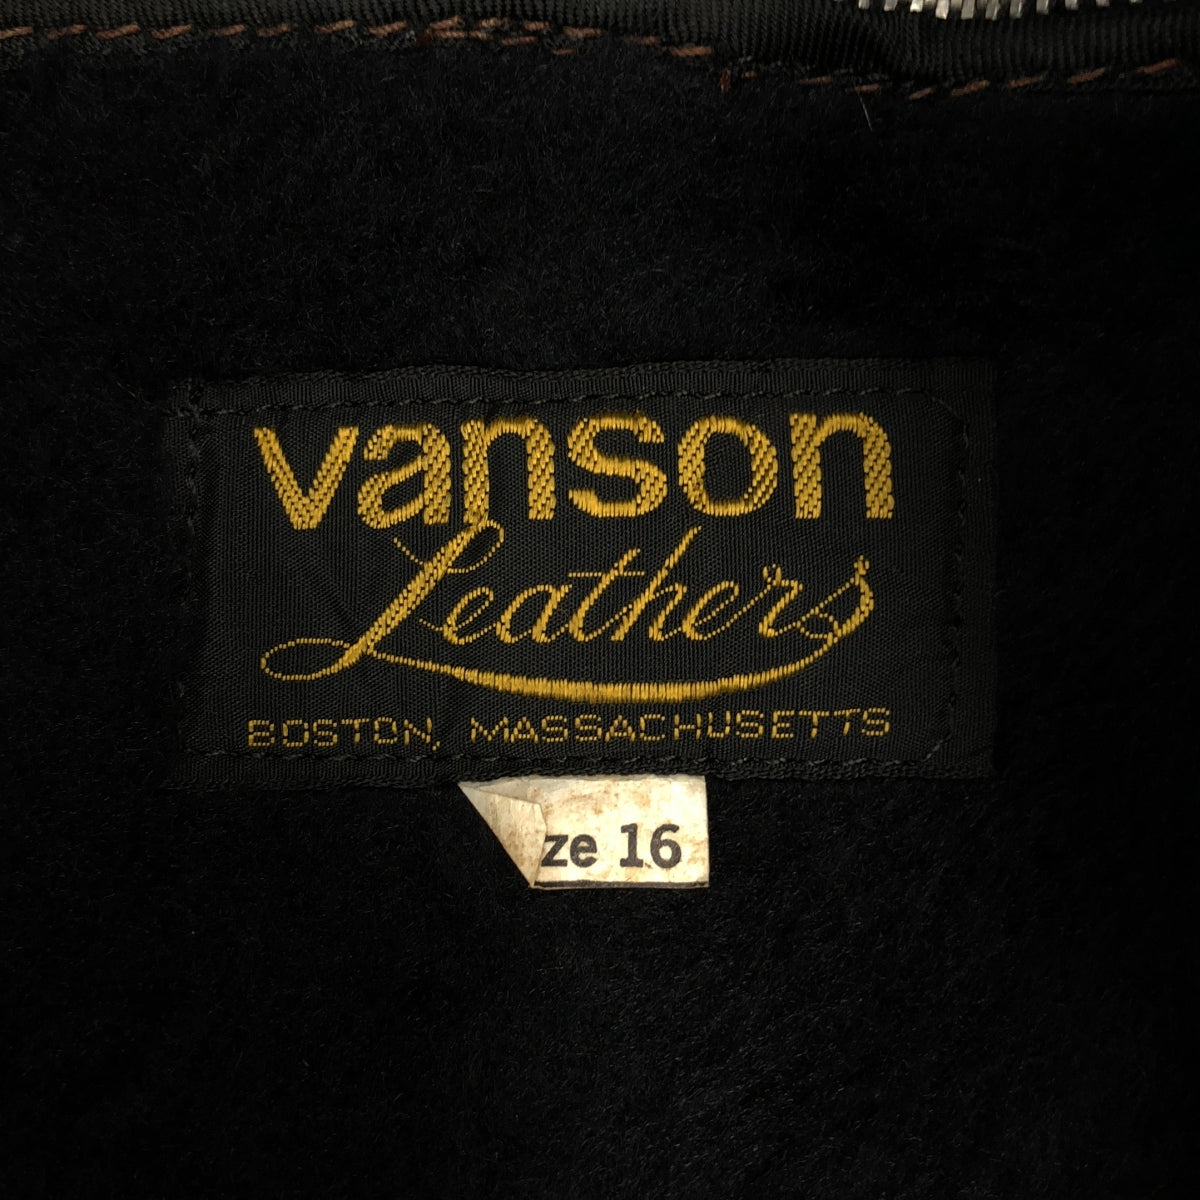 vanson
Leathers
BOSTON, MASSACHUSETTS
ze 16